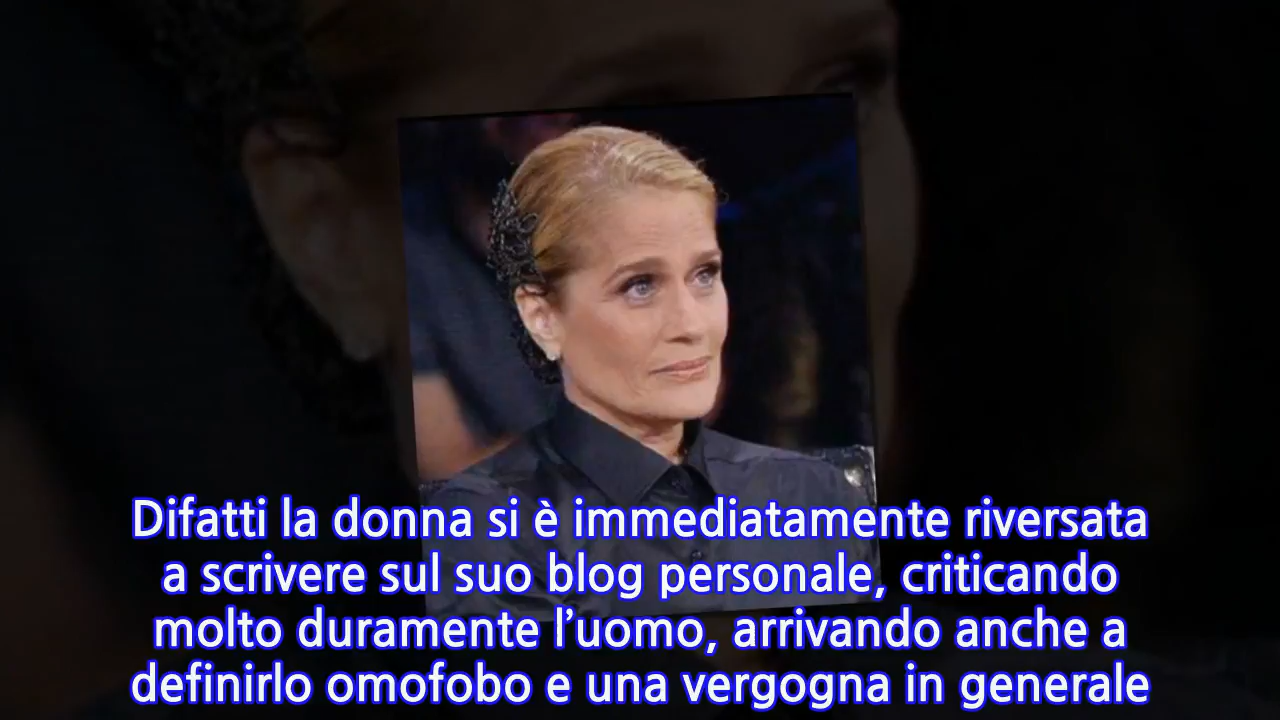 Difatti la donna si è immediatamente riversata
a scrivere sul suo blog personale, criticando
molto duramente l’uomo, arrivando anche a
definirlo omofobo e una vergogna in generale